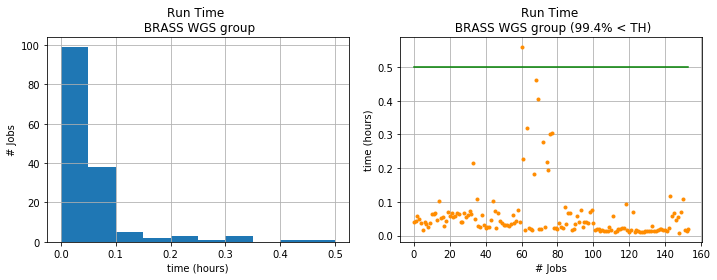 Run Time
BRASS WGS group
# Jobs
100
80
60
40
20
0
0.0 0.1 0.2 0.3 0.4 0.5
time (hours)
Run Time
BRASS WGS group (99.4% < TH)
time (hours)
0.5
0.4
0.3
0.2
0.1
0.0
0 20 40 60 80 100 120 140 160
# Jobs